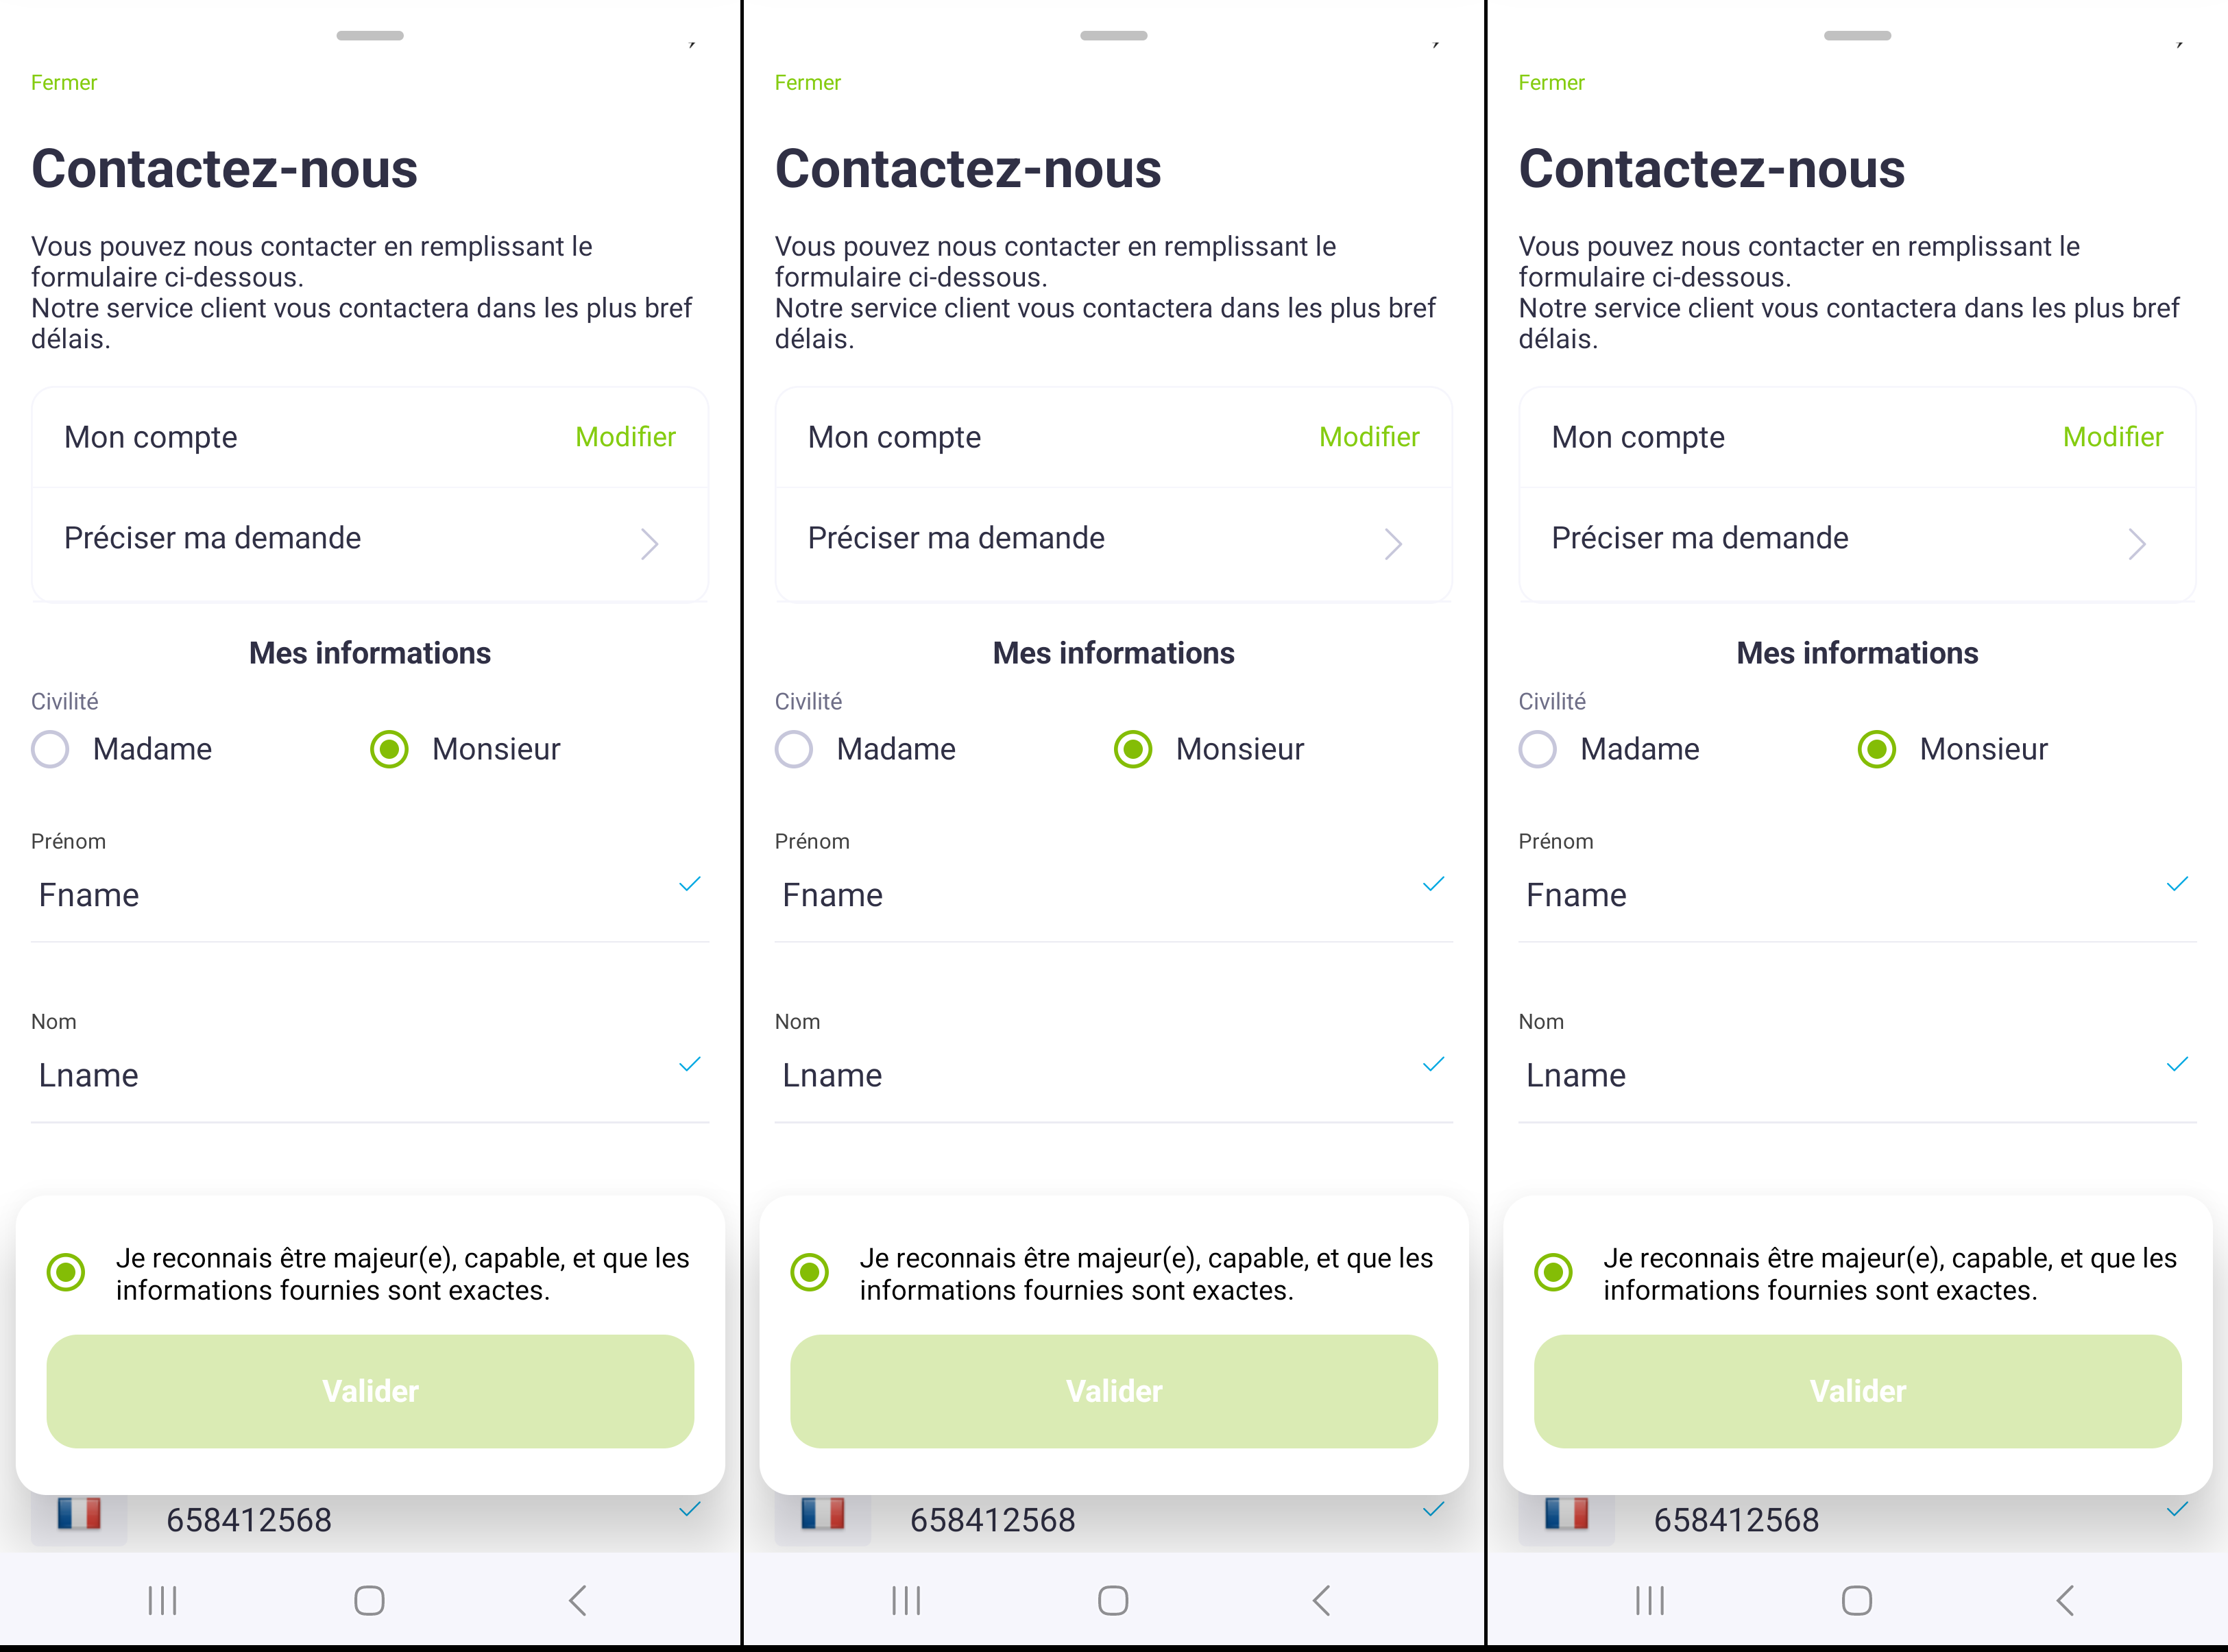 Fermer
Contactez-nous
Vous pouvez nous contacter en remplissant le
formulaire ci-dessous.
Notre service client vous contactera dans les plus bref
délais.
Mon compte
Modifier
Préciser ma demande
Mes informations
Civilité
Madame
Monsieur
Prénom
Fname
Nom
Lname
Je reconnais être majeur(e), capable, et que les
informations fournies sont exactes.
Valider
658412568
Fermer
Contactez-nous
Vous pouvez nous contacter en remplissant le
formulaire ci-dessous.
Notre service client vous contactera dans les plus bref
délais.
Mon compte
Modifier
Préciser ma demande
Mes informations
Civilité
Madame
Monsieur
Prénom
Fname
Nom
Lname
Je reconnais être majeur(e), capable, et que les
informations fournies sont exactes.
Valider
658412568
Fermer
Contactez-nous
Vous pouvez nous contacter en remplissant le
formulaire ci-dessous.
Notre service client vous contactera dans les plus bref
délais.
Mon compte
Modifier
Préciser ma demande
Mes informations
Civilité
Madame
Monsieur
Prénom
Fname
Nom
Lname
Je reconnais être majeur(e), capable, et que les
informations fournies sont exactes.
Valider
658412568